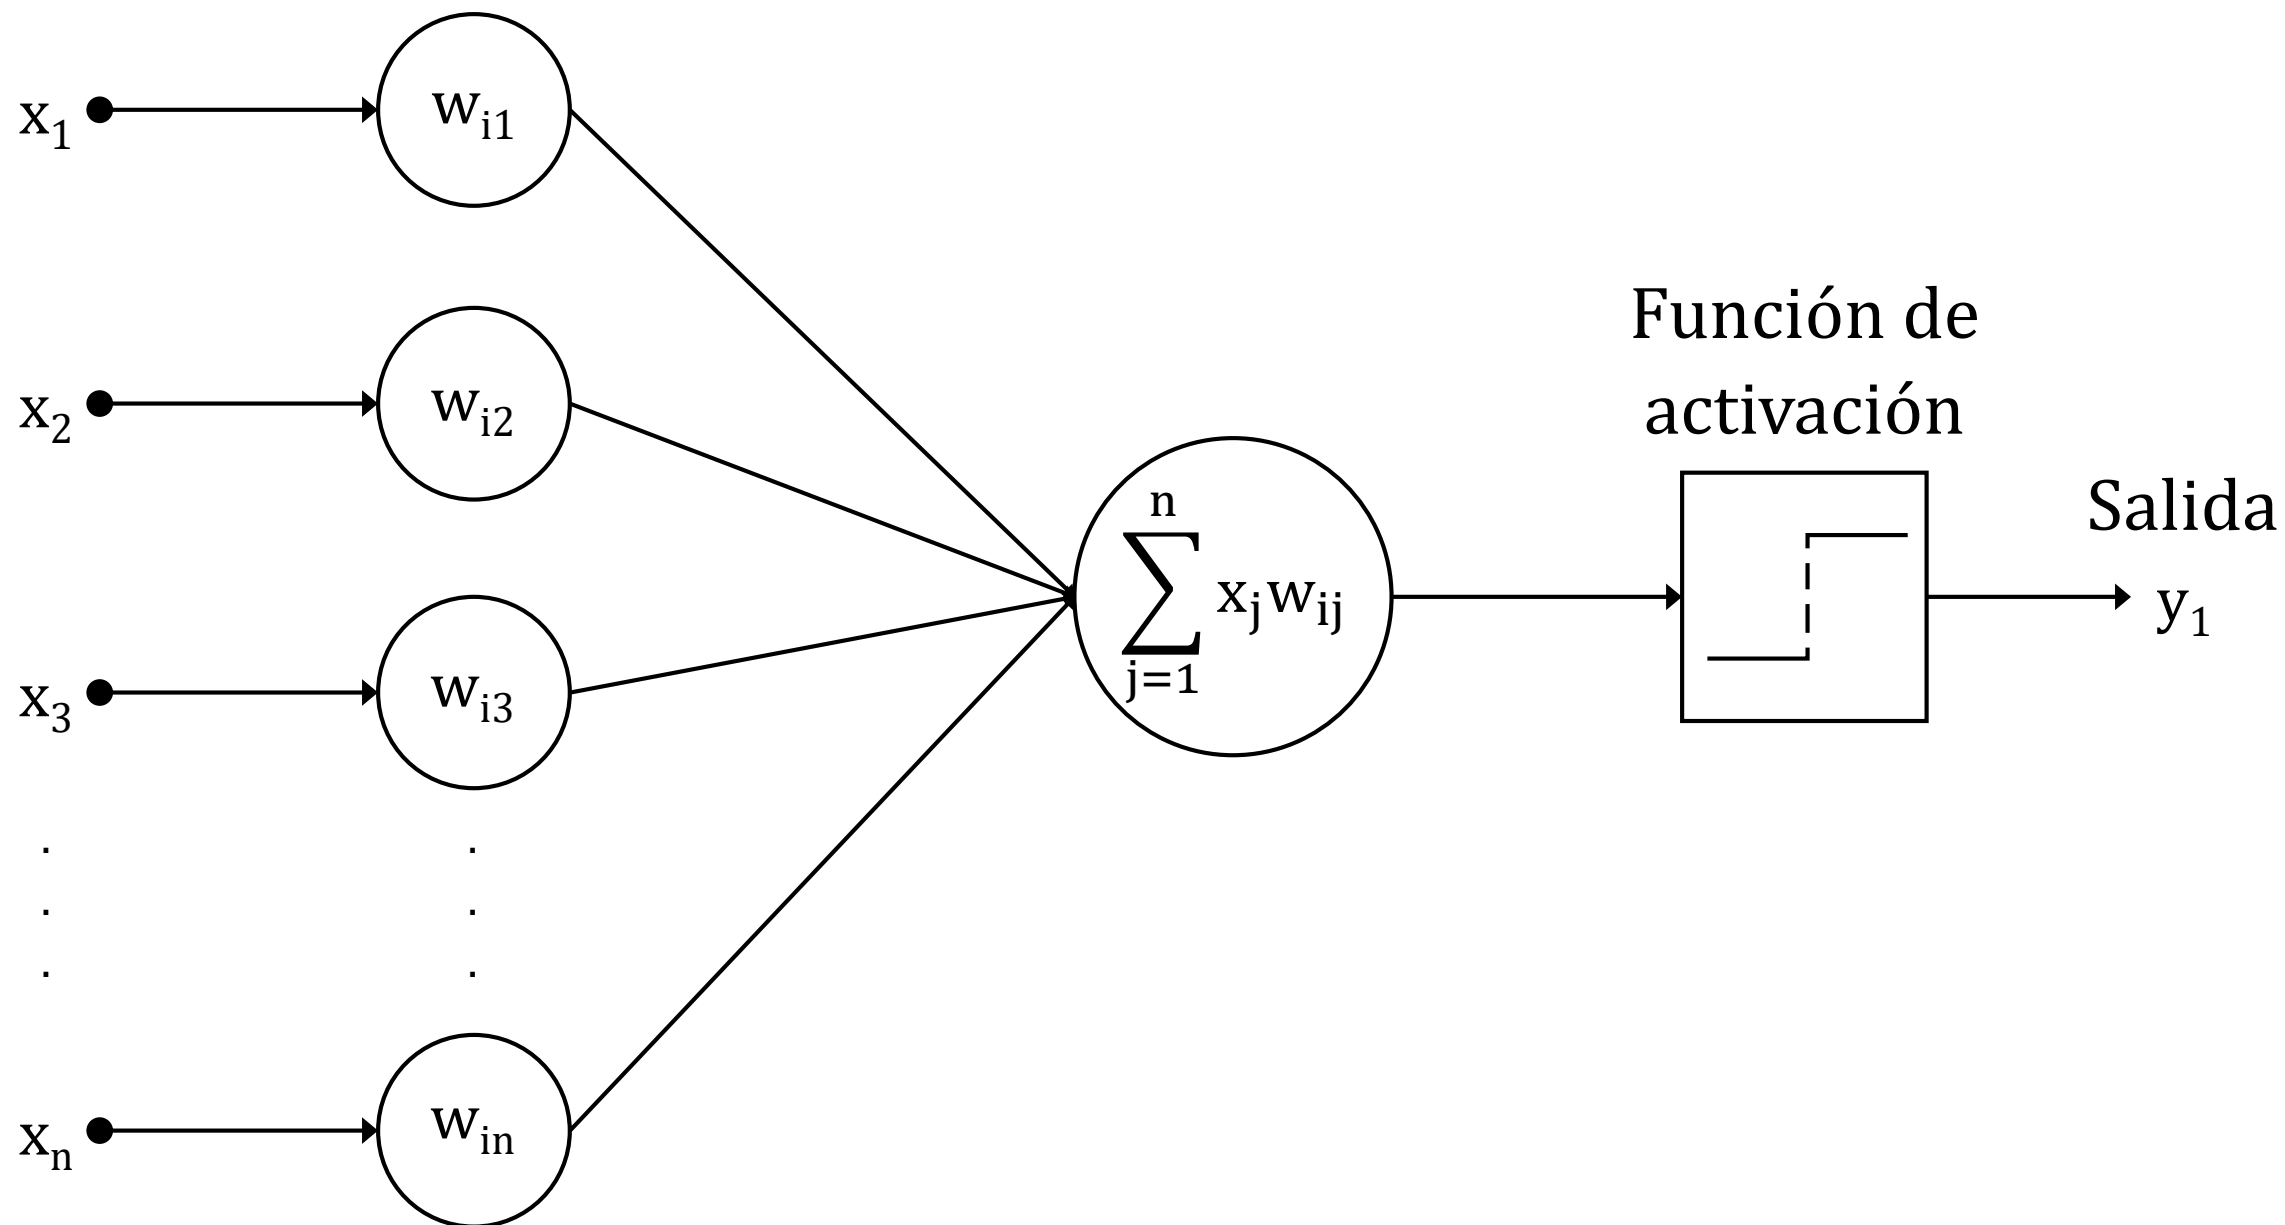 x₁
wᵢ₁
x₂
wᵢ₂
x₃
wᵢ₃
.
.
.
.
.
.
xₙ
wᵢₙ
n
∑ xⱼwᵢⱼ
j=1
Función de
activación
Salida
y₁